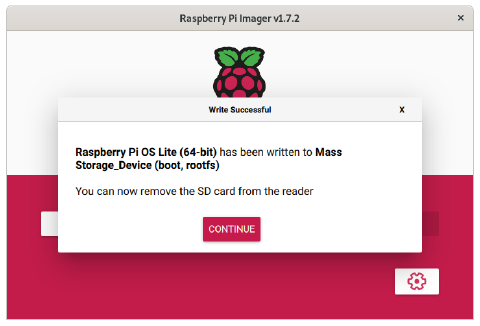 Raspberry Pi Imager v1.7.2
×
Write Successful
X
Raspberry Pi OS Lite (64-bit) has been written to Mass
Storage_Device (boot, rootfs)
You can now remove the SD card from the reader
CONTINUE